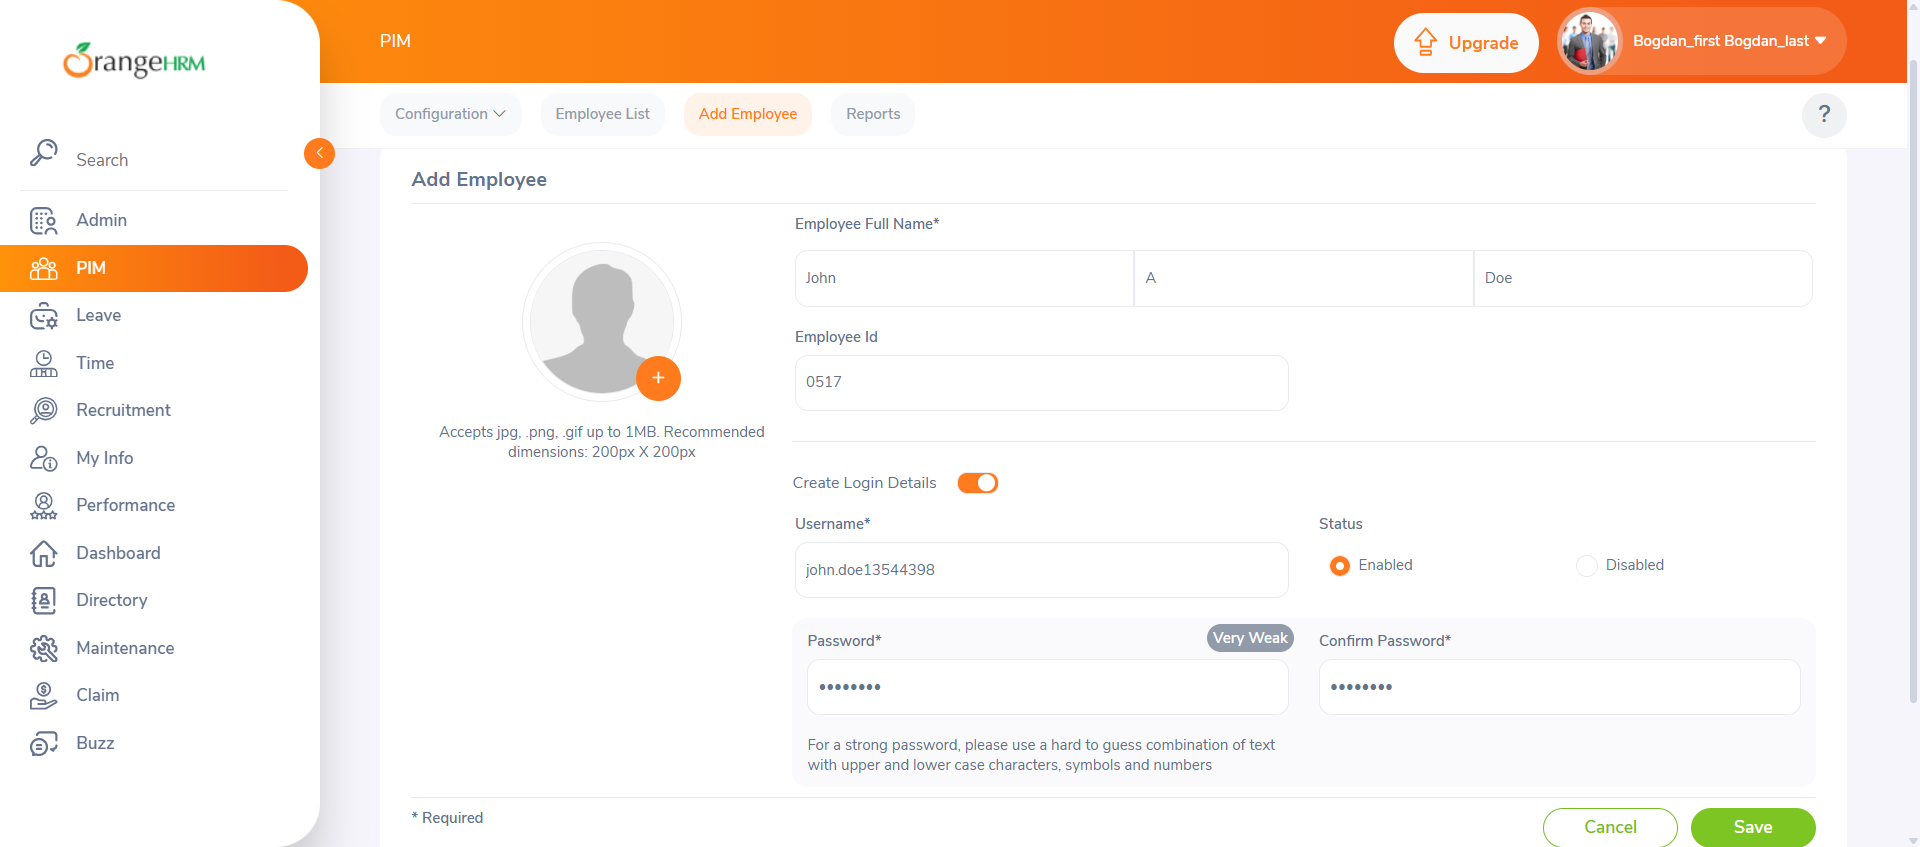 OrangeHRM
PIM
Upgrade
Bogdan_first Bogdan_last
Configuration
Employee List
Add Employee
Reports
?
Search
Admin
PIM
Leave
Time
Recruitment
My Info
Performance
Dashboard
Directory
Maintenance
Claim
Buzz
Add Employee
Accepts jpg, .png, .gif up to 1MB. Recommended
dimensions: 200px X 200px
Employee Full Name*
John
A
Doe
Employee Id
0517
Create Login Details
Username*
john.doe13544398
Status
Enabled
Disabled
Password*
Very Weak
••••••••
Confirm Password*
••••••••
For a strong password, please use a hard to guess combination of text
with upper and lower case characters, symbols and numbers
* Required
Cancel
Save